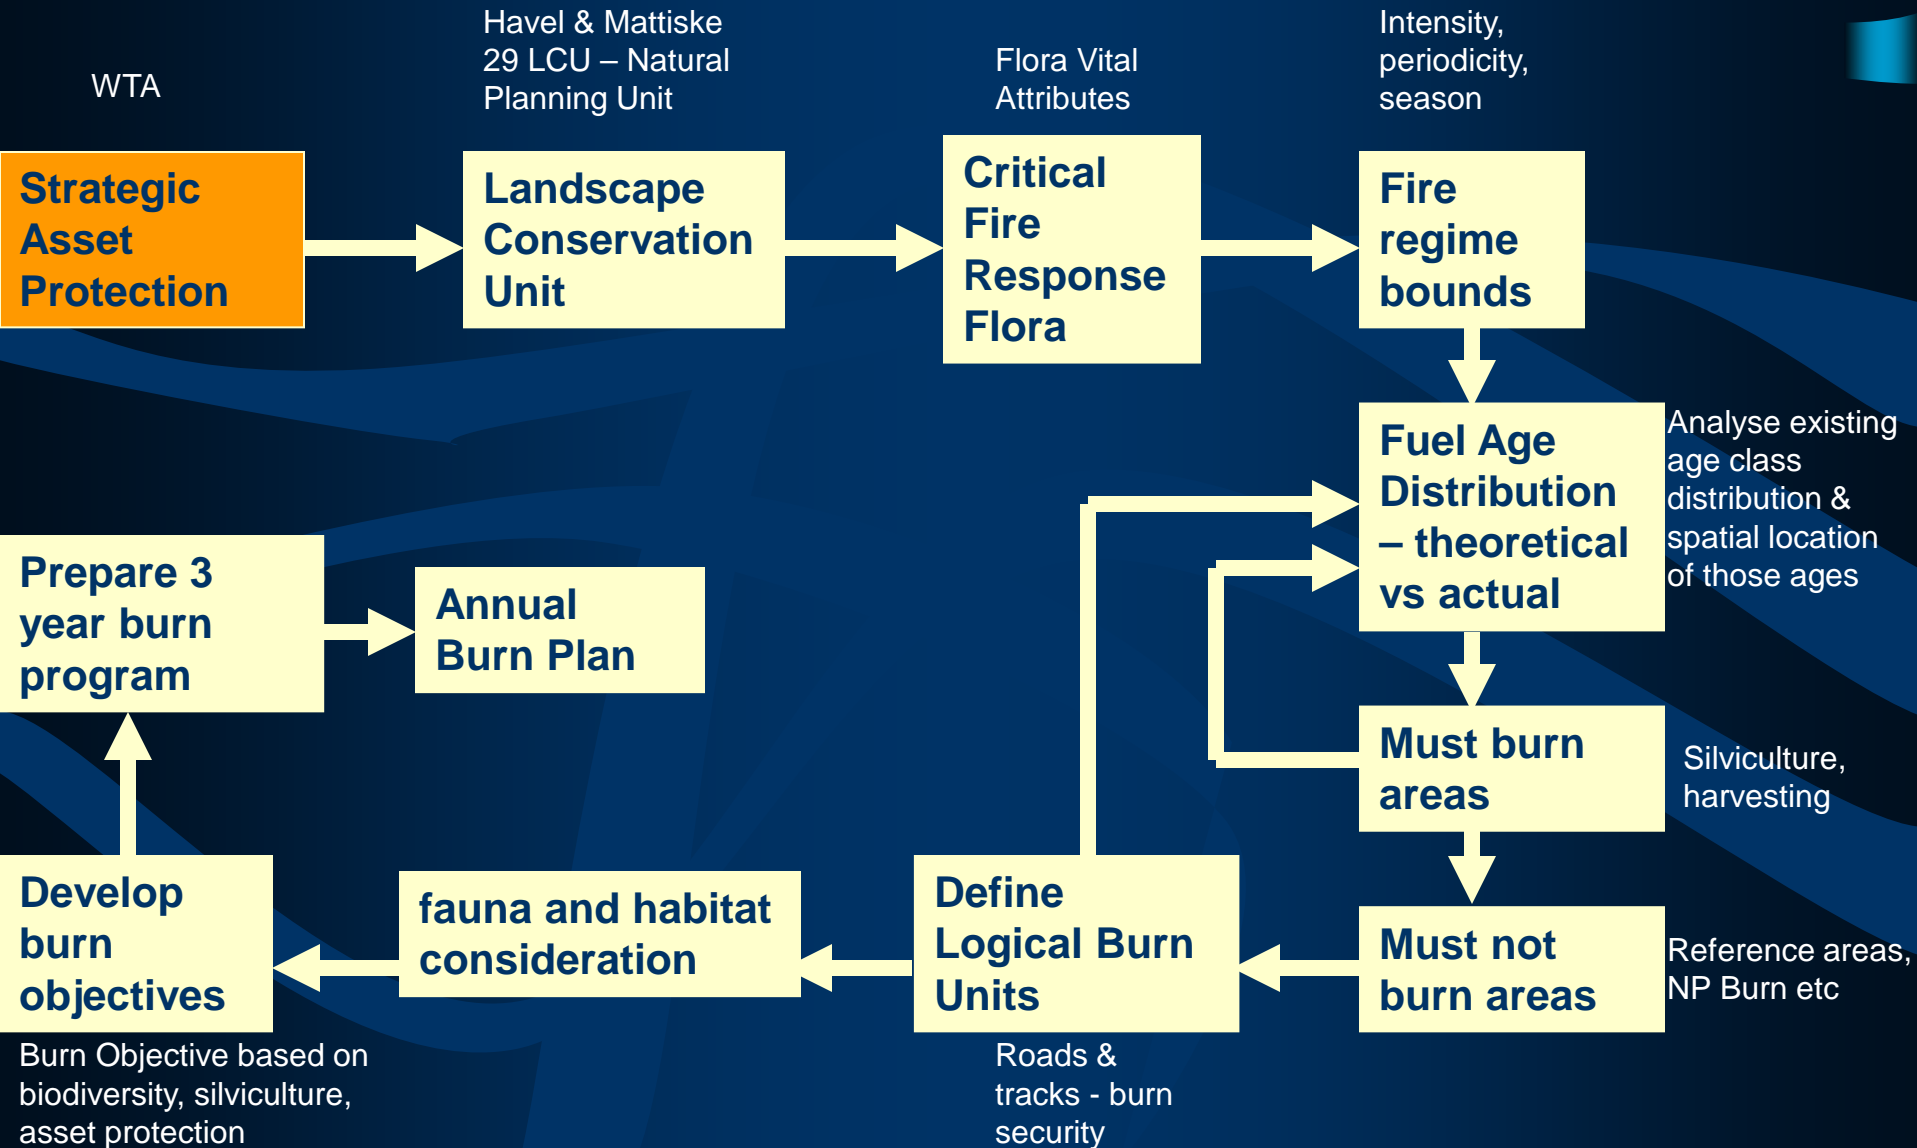 WTA
Havel & Mattiske
29 LCU – Natural
Planning Unit
Flora Vital
Attributes
Intensity,
periodicity,
season
Strategic
Asset
Protection
Landscape
Conservation
Unit
Critical
Fire
Response
Flora
Fire
regime
bounds
Fuel Age
Distribution
– theoretical
vs actual
Analyse existing
age class
distribution &
spatial location
of those ages
Prepare 3
year burn
program
Annual
Burn Plan
Must burn
areas
Silviculture,
harvesting
Develop
burn
objectives
fauna and habitat
consideration
Define
Logical Burn
Units
Must not
burn areas
Reference areas,
NP Burn etc
Burn Objective based on
biodiversity, silviculture,
asset protection
Roads &
tracks - burn
security